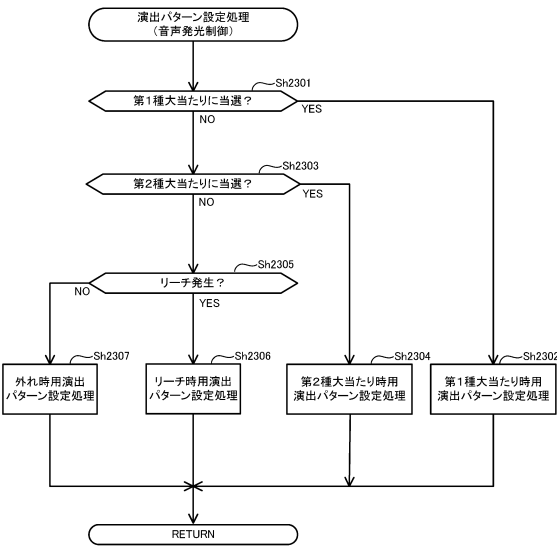 演出パターン設定処理
(音声発光制御)
Sh2301
第1種大当たりに当選?
YES
NO
Sh2303
第2種大当たりに当選?
YES
NO
Sh2305
リーチ発生?
NO
YES
Sh2307
外れ時用演出
パターン設定処理
Sh2306
リーチ時用演出
パターン設定処理
Sh2304
第2種大当たり時用
演出パターン設定処理
Sh2302
第1種大当たり時用
演出パターン設定処理
RETURN